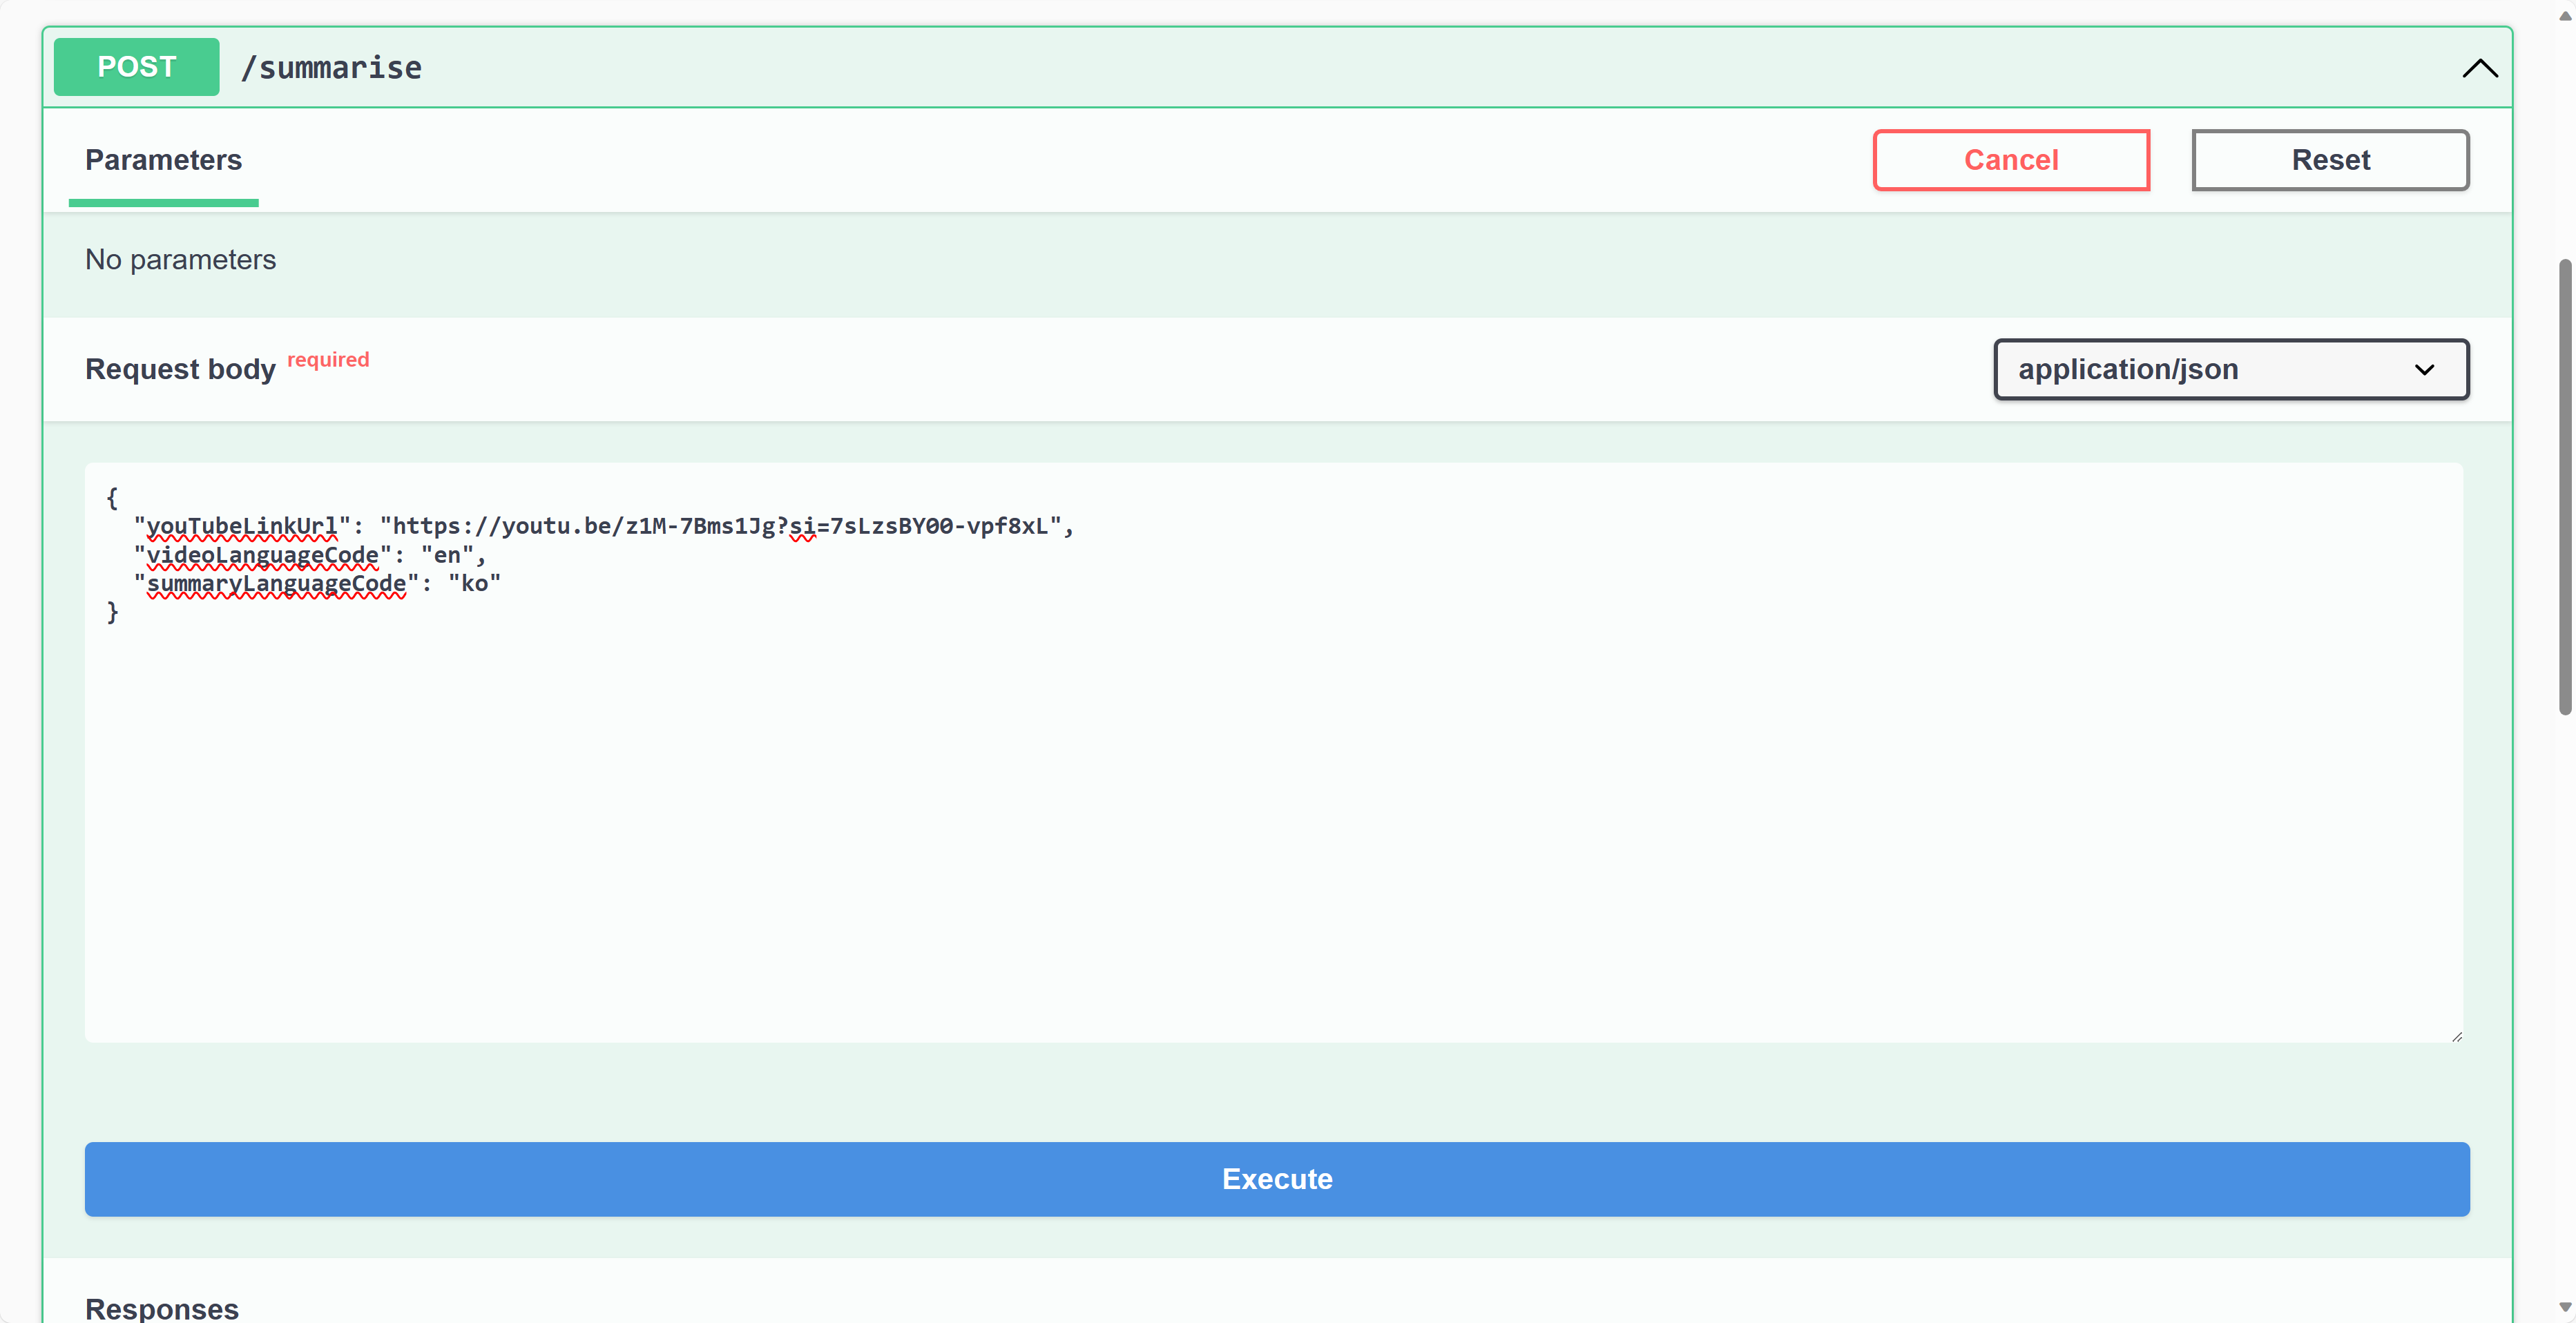 POST /summarise
Parameters
Cancel
Reset
No parameters
Request body required
application/json
{
  "youTubeLinkUrl": "https://youtu.be/z1M-7Bms1Jg?si=7sLzsBY00-vpf8xL",
  "videoLanguageCode": "en",
  "summaryLanguageCode": "ko"
}
Execute
Responses